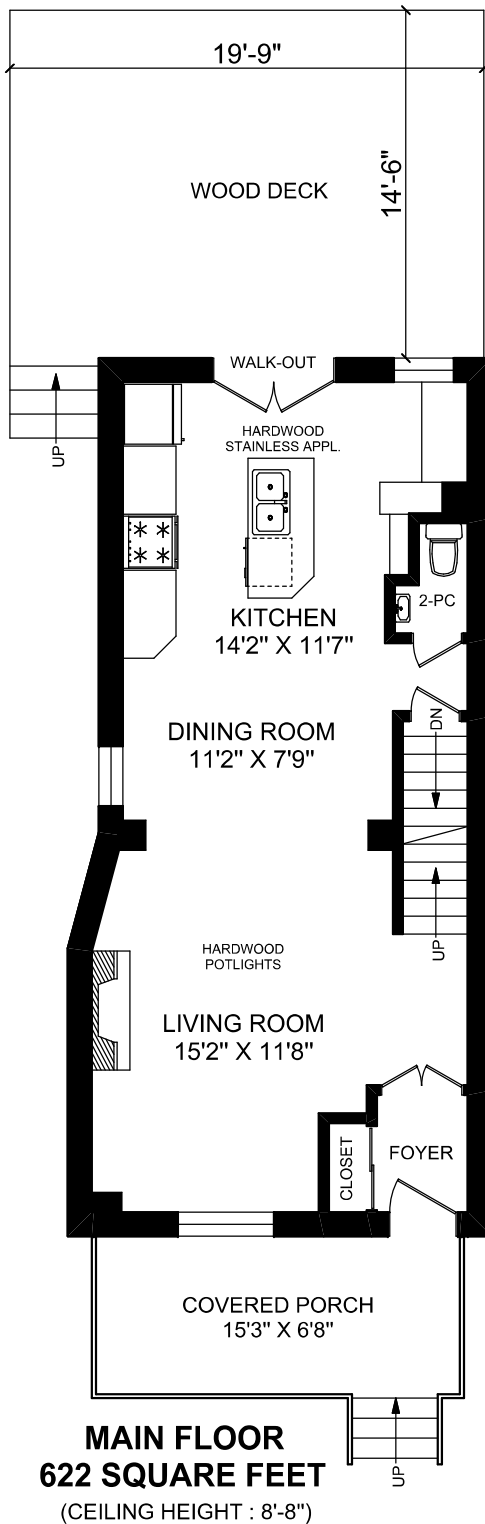 19'-9"
14'-6"
WOOD DECK
WALK-OUT
UP
HARDWOOD
STAINLESS APPL.
2-PC
KITCHEN
14'2" X 11'7"
DN
DINING ROOM
11'2" X 7'9"
UP
HARDWOOD
POTLIGHTS
LIVING ROOM
15'2" X 11'8"
CLOSET
FOYER
COVERED PORCH
15'3" X 6'8"
UP
MAIN FLOOR
622 SQUARE FEET
(CEILING HEIGHT : 8'-8")